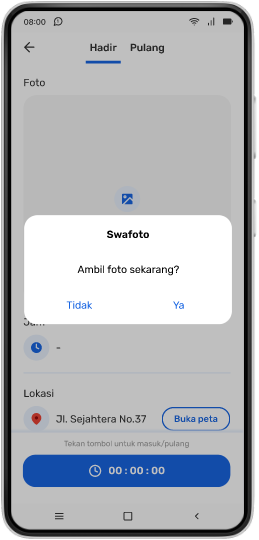 08:00
Hadir Pulang
Foto
Swafoto
Ambil foto sekarang?
Tidak Ya
Jam
-
Lokasi
Jl. Sejahtera No.37 Buka peta
Tekan tombol untuk masuk/pulang
00 : 00 : 00